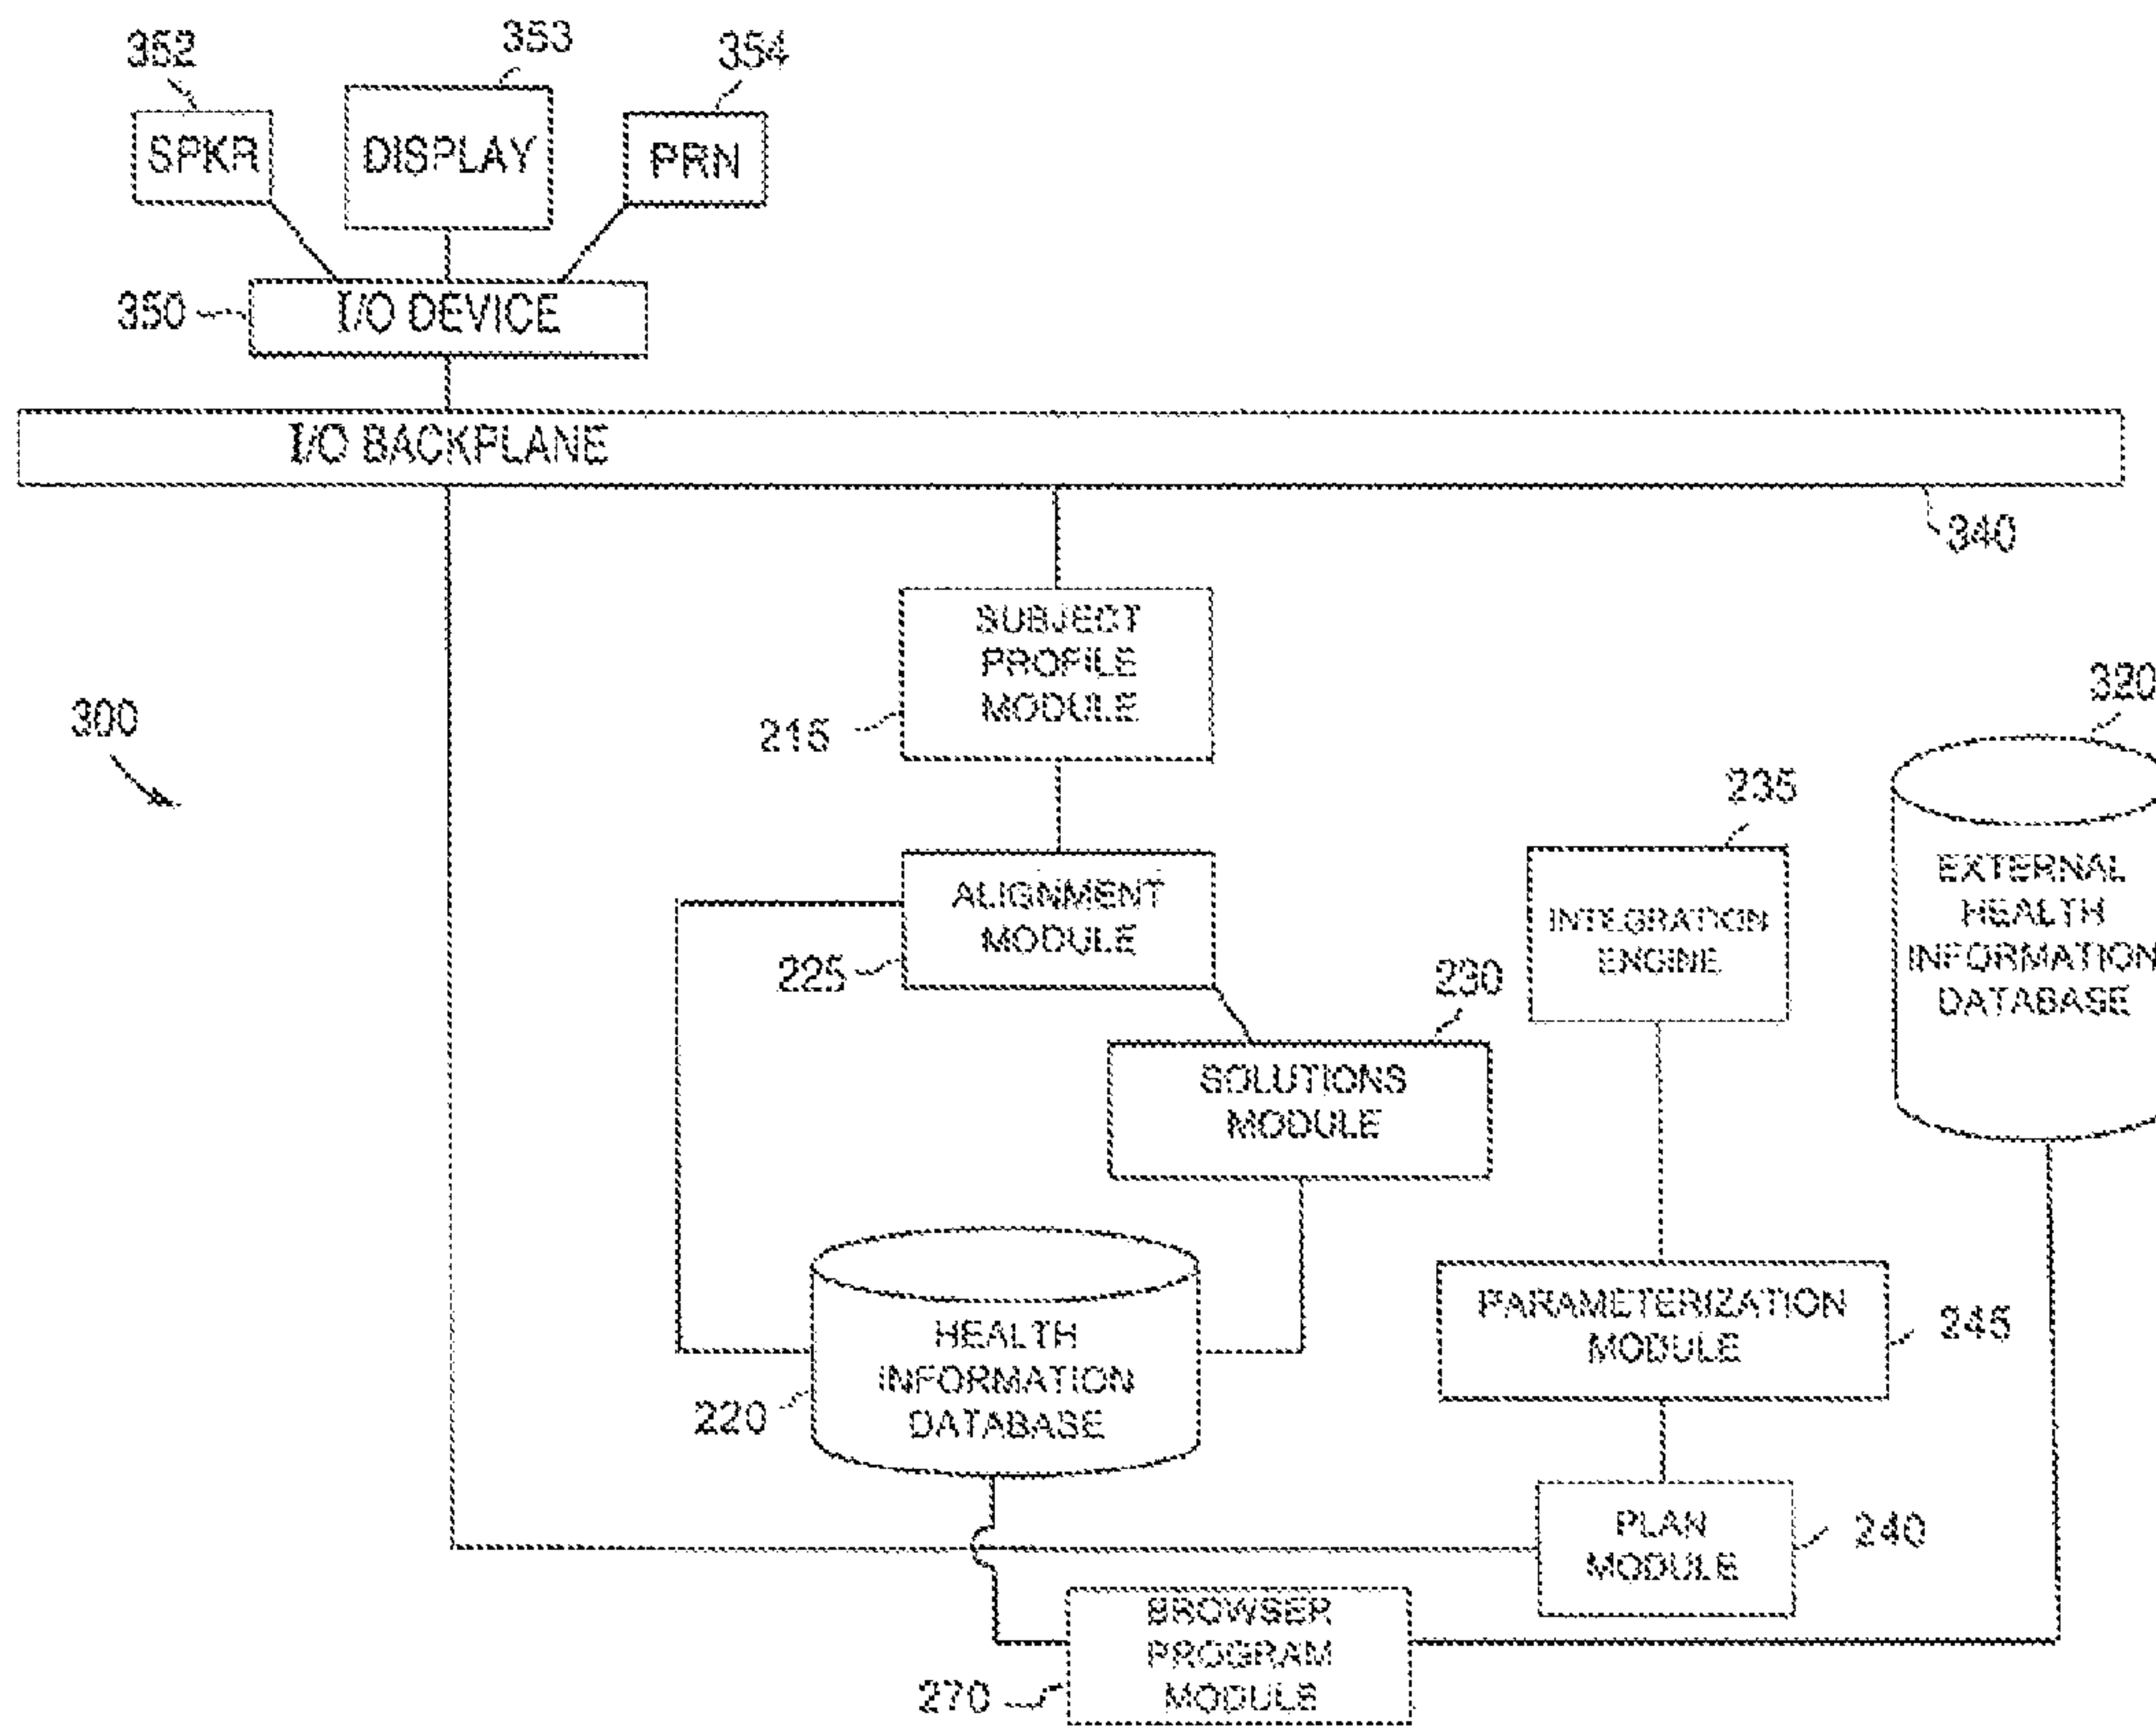 352
353
354
SPKR
DISPLAY
PRN
350
I/O DEVICE
I/O BACKPLANE
340
300
SUBJECT
PROFILE
MODULE
215
320
235
ALIGNMENT
MODULE
225
INTEGRATION
ENGINE
EXTERNAL
HEALTH
INFORMATION
DATABASE
230
SOLUTIONS
MODULE
HEALTH
INFORMATION
DATABASE
220
PARAMETERIZATION
MODULE
245
PLAN
MODULE
240
BROWSER
PROGRAM
MODULE
270